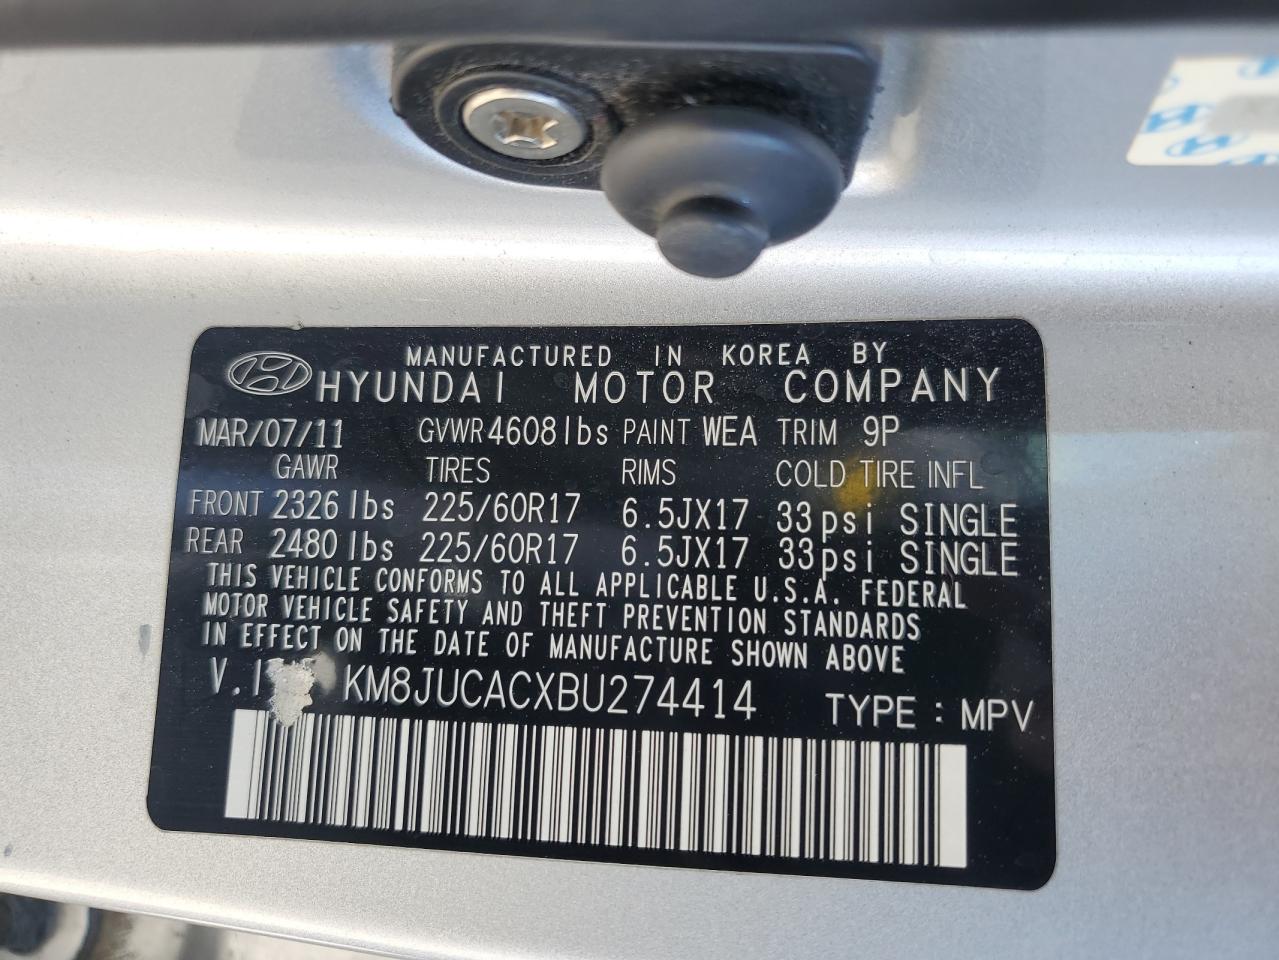 MANUFACTURED IN KOREA BY
HYUNDAI MOTOR COMPANY
MAR/07/11 GVWR 4608 lbs PAINT WEA TRIM 9P
GAWR TIRES RIMS COLD TIRE INFL
FRONT 2326 lbs 225/60R17 6.5JX17 33psi SINGLE
REAR 2480 lbs 225/60R17 6.5JX17 33psi SINGLE
THIS VEHICLE CONFORMS TO ALL APPLICABLE U.S.A. FEDERAL
MOTOR VEHICLE SAFETY AND THEFT PREVENTION STANDARDS
IN EFFECT ON THE DATE OF MANUFACTURE SHOWN ABOVE
KM8JUCACXBU274414 TYPE : MPV